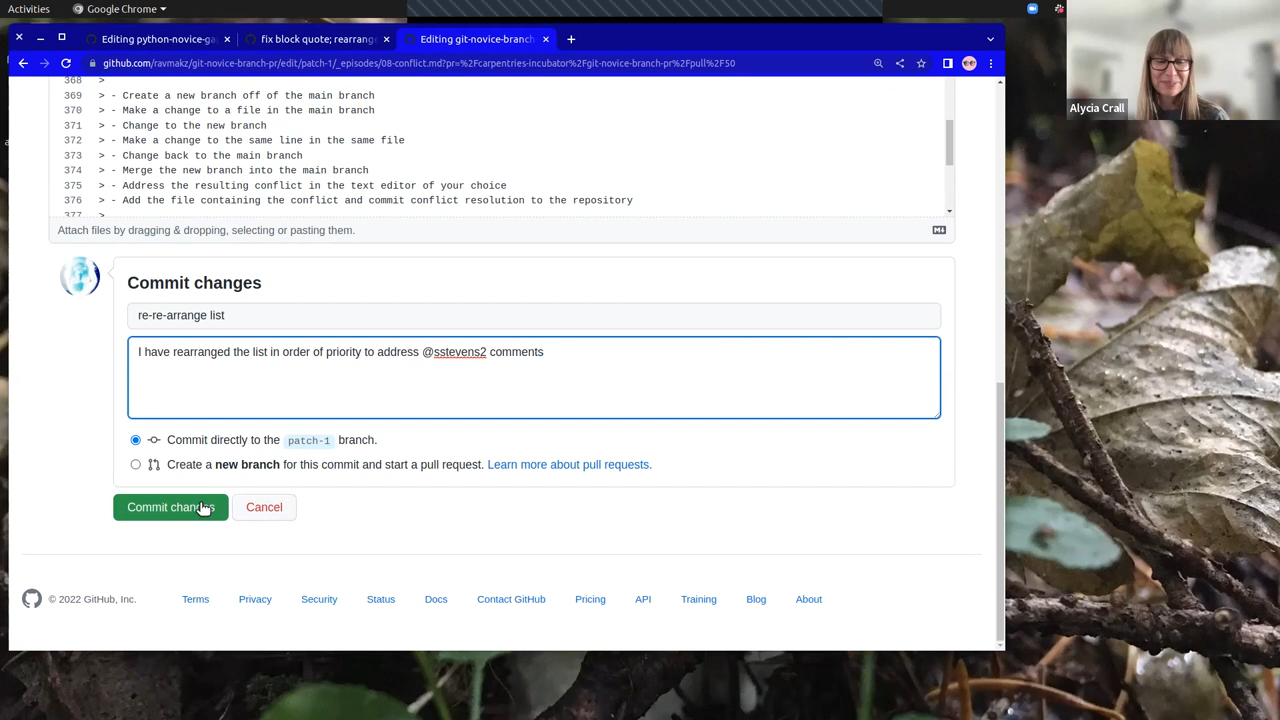 Activities
Google Chrome
Editing python-novice-ga
fix block quote; rearrang
Editing git-novice-branch
github.com/ravmakz/git-novice-branch-pr/edit/patch-1/_episodes/08-conflict.md?pr=%2Fcarpentries-incubator%2Fgit-novice-branch-pr%2Fpull%2F50
Alycia Crall
368 >
369 > - Create a new branch off of the main branch
370 > - Make a change to a file in the main branch
371 > - Change to the new branch
372 > - Make a change to the same line in the same file
373 > - Change back to the main branch
374 > - Merge the new branch into the main branch
375 > - Address the resulting conflict in the text editor of your choice
376 > - Add the file containing the conflict and commit conflict resolution to the repository
377 >
Attach files by dragging & dropping, selecting or pasting them.
Commit changes
re-re-arrange list
I have rearranged the list in order of priority to address @sstevens2 comments
Commit directly to the patch-1 branch.
Create a new branch for this commit and start a pull request. Learn more about pull requests.
Commit changes
Cancel
© 2022 GitHub, Inc.
Terms
Privacy
Security
Status
Docs
Contact GitHub
Pricing
API
Training
Blog
About